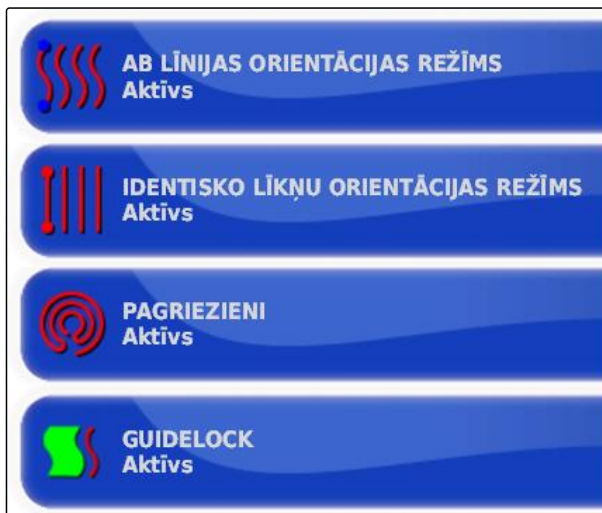 AB LĪNIJAS ORIENTĀCIJAS REŽĪMS
Aktīvs
IDENTISKO LĪKŅU ORIENTĀCIJAS REŽĪMS
Aktīvs
PAGRIEZIENI
Aktīvs
GUIDELOCK
Aktīvs